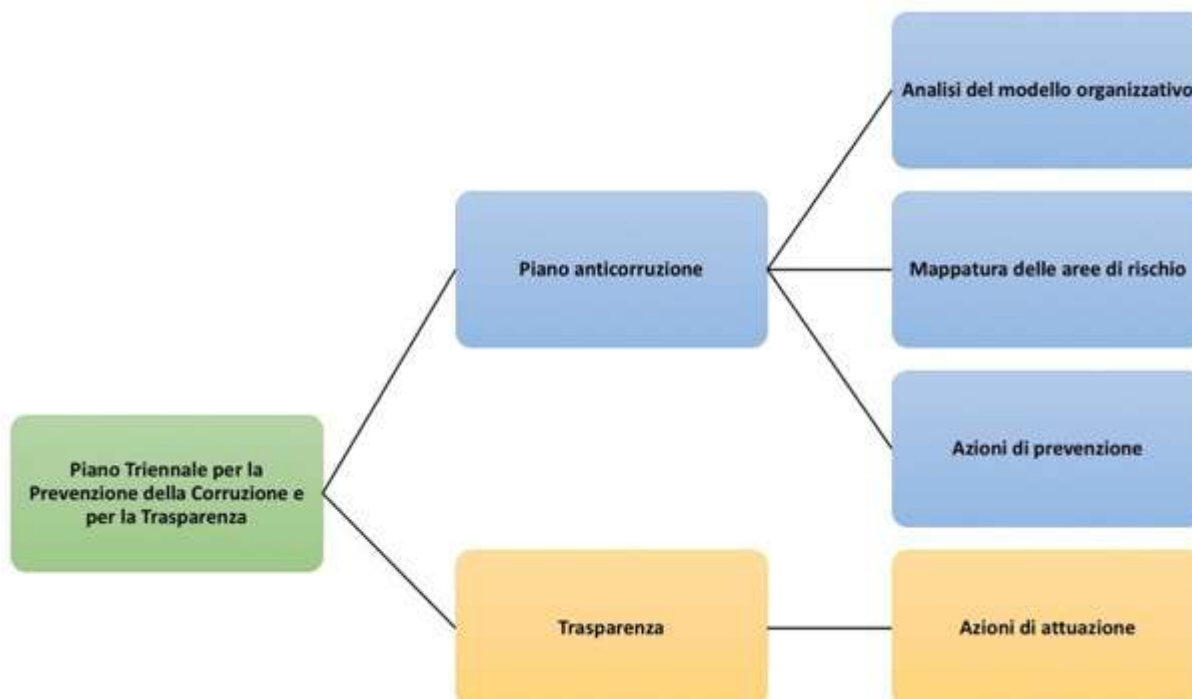 Analisi del modello organizzativo
Piano anticorruzione
Mappatura delle aree di rischio
Azioni di prevenzione
Piano Triennale per la
Prevenzione della Corruzione e
per la Trasparenza
Trasparenza
Azioni di attuazione